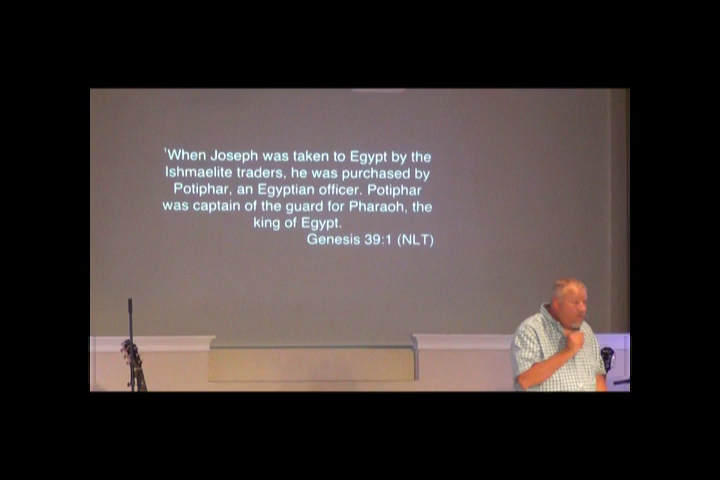 ¹When Joseph was taken to Egypt by the
Ishmaelite traders, he was purchased by
Potiphar, an Egyptian officer. Potiphar
was captain of the guard for Pharaoh, the
king of Egypt.
Genesis 39:1 (NLT)